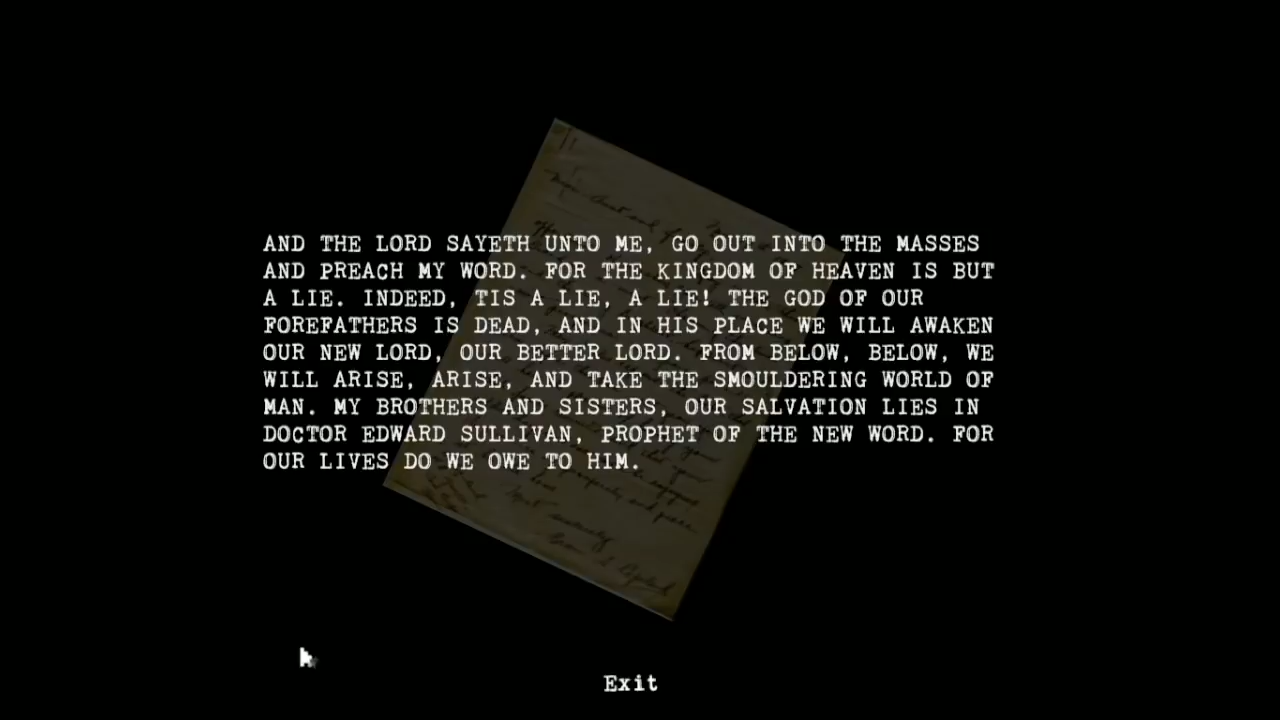 AND THE LORD SAYETH UNTO ME, GO OUT INTO THE MASSES
AND PREACH MY WORD. FOR THE KINGDOM OF HEAVEN IS BUT
A LIE. INDEED, TIS A LIE, A LIE! THE GOD OF OUR
FOREFATHERS IS DEAD, AND IN HIS PLACE WE WILL AWAKEN
OUR NEW LORD, OUR BETTER LORD. FROM BELOW, BELOW, WE
WILL ARISE, ARISE, AND TAKE THE SMOULDERING WORLD OF
MAN. MY BROTHERS AND SISTERS, OUR SALVATION LIES IN
DOCTOR EDWARD SULLIVAN, PROPHET OF THE NEW WORD. FOR
OUR LIVES DO WE OWE TO HIM.
Exit